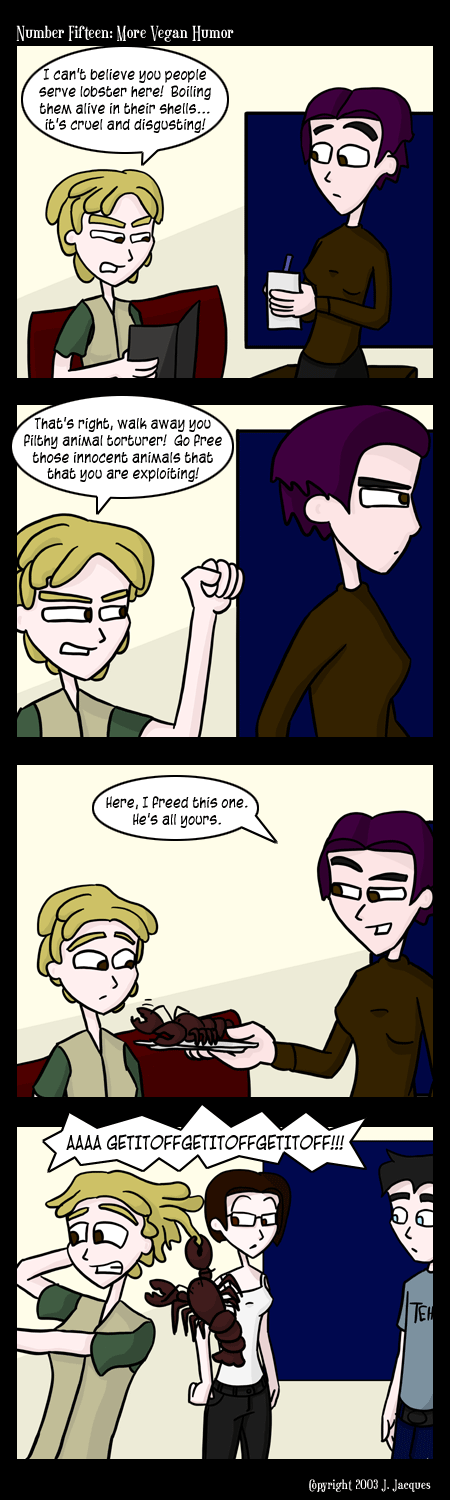 Number Fifteen: More Vegan Humor
I can't believe you people
serve lobster here! Boiling
them alive in their shells...
it's cruel and disgusting!
That's right, walk away you
filthy animal torturer! Go free
those innocent animals that
that you are exploiting!
Here, I freed this one.
He's all yours.
AAAA GETITOFFGETITOFFGETITOFF!!!
TEH
Copyright 2003 J. Jacques